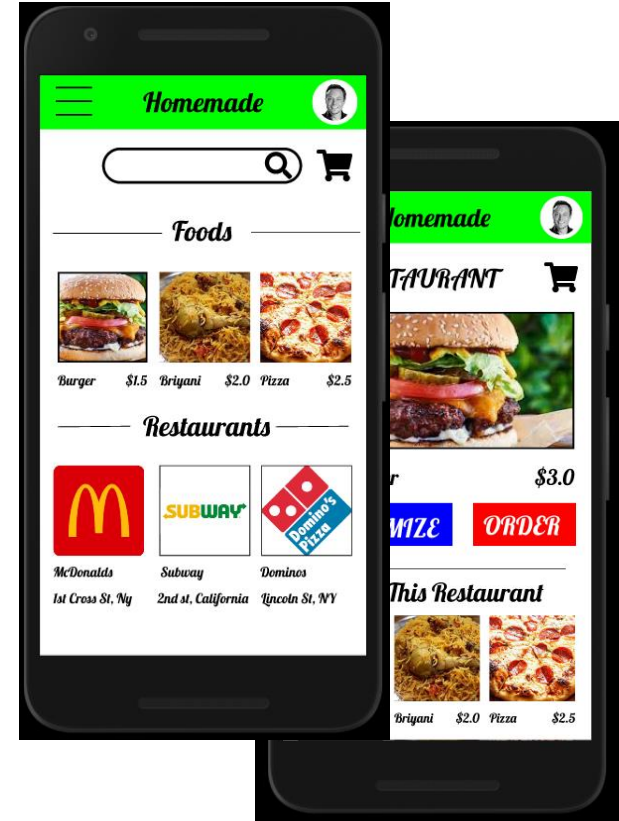 Homemade
Foods
Burger $1.5 Briyani $2.0 Pizza $2.5
Restaurants
SUBWAY
Domino's
Pizza
McDonalds Subway Dominos
1st Cross St, Ny 2nd st, California Lincoln St, NY
omemade
TAURANT
r $3.0
MIZE ORDER
This Restaurant
Briyani $2.0 Pizza $2.5